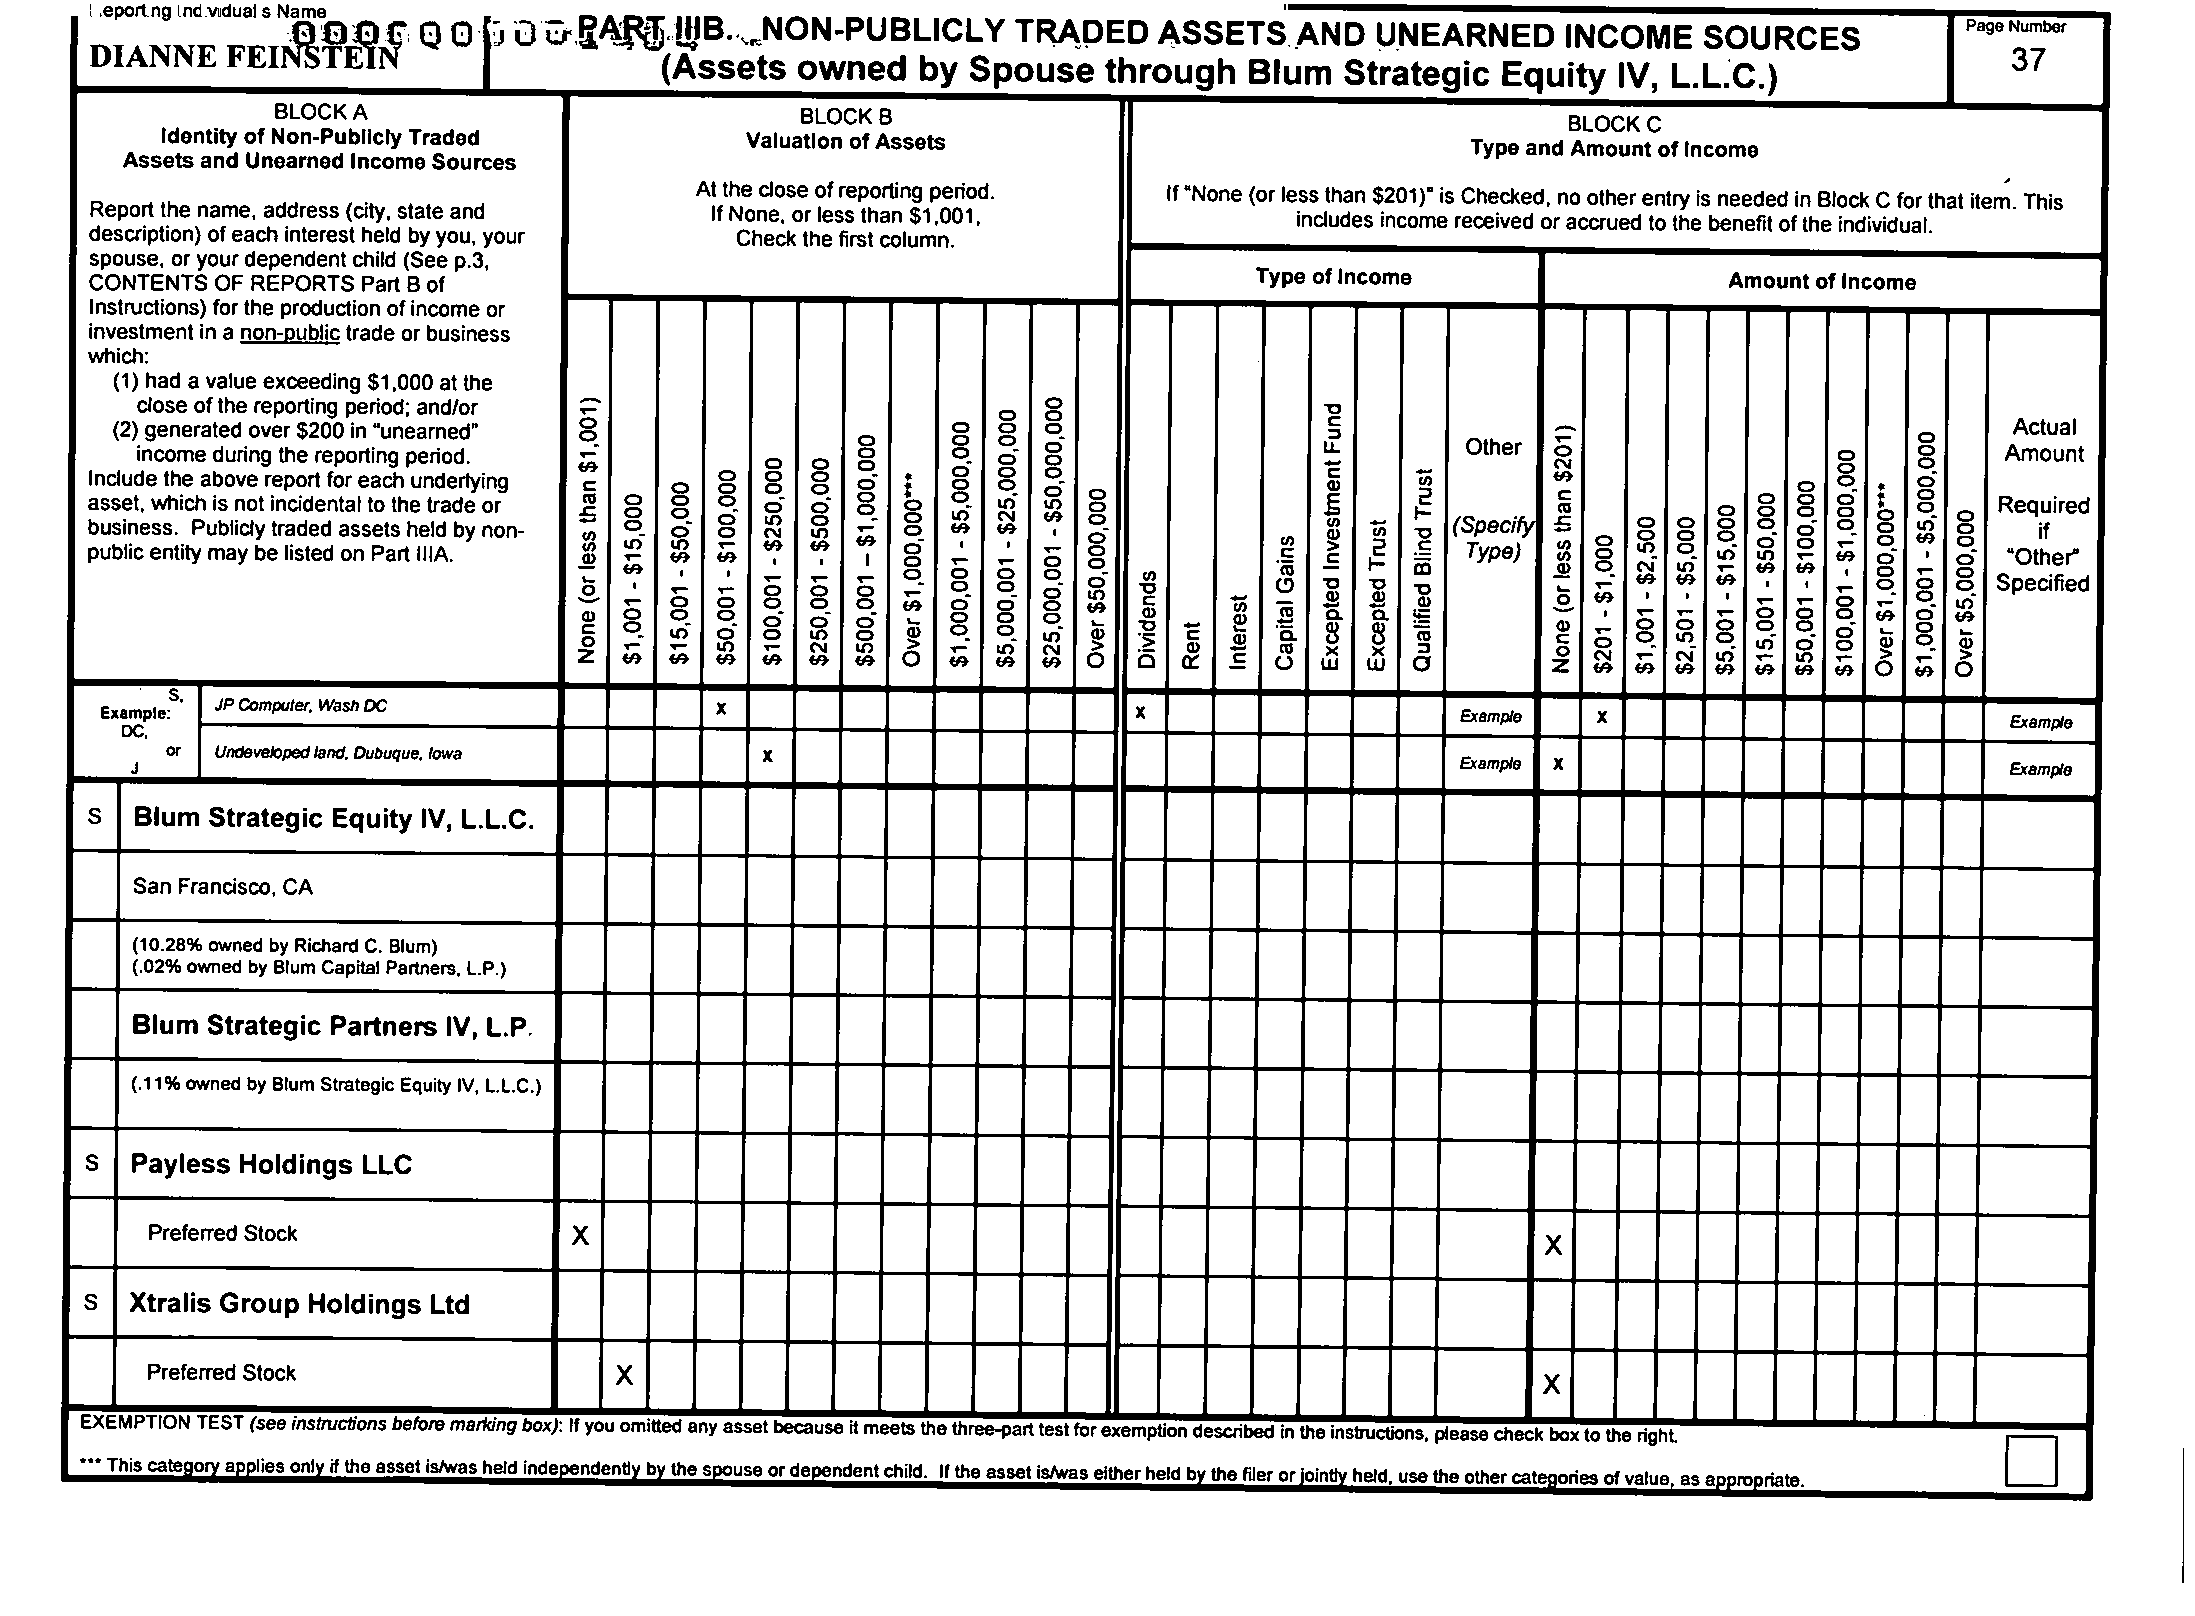 DIANNE FEINSTEIN
PART IIIB. NON-PUBLICLY TRADED ASSETS AND UNEARNED INCOME SOURCES
(Assets owned by Spouse through Blum Strategic Equity IV, L.L.C.)
Page Number
37
BLOCK A
Identity of Non-Publicly Traded
Assets and Unearned Income Sources
Report the name, address (city, state and
description) of each interest held by you, your
spouse, or your dependent child (See p.3,
CONTENTS OF REPORTS Part B of
Instructions) for the production of income or
investment in a non-public trade or business
which:
(1) had a value exceeding $1,000 at the
close of the reporting period; and/or
(2) generated over $200 in "unearned"
income during the reporting period.
Include the above report for each underlying
asset, which is not incidental to the trade or
business. Publicly traded assets held by non-
public entity may be listed on Part IIIA.
BLOCK B
Valuation of Assets
At the close of reporting period.
If None, or less than $1,001,
Check the first column.
None (or less than $1,001)
$1,001 - $15,000
$15,001 - $50,000
$50,001 - $100,000
$100,001 - $250,000
$250,001 - $500,000
$500,001 – $1,000,000
Over $1,000,000***
$1,000,001 - $5,000,000
$5,000,001 - $25,000,000
$25,000,001 - $50,000,000
Over $50,000,000
BLOCK C
Type and Amount of Income
If "None (or less than $201)" is Checked, no other entry is needed in Block C for that item. This
includes income received or accrued to the benefit of the individual.
Type of Income
Dividends
Rent
Interest
Capital Gains
Excepted Investment Fund
Excepted Trust
Qualified Blind Trust
Other
(Specify
Type)
Amount of Income
None (or less than $201)
$201 - $1,000
$1,001 - $2,500
$2,501 - $5,000
$5,001 - $15,000
$15,001 - $50,000
$50,001 - $100,000
$100,001 - $1,000,000
Over $1,000,000***
$1,000,001 - $5,000,000
Over $5,000,000
Actual
Amount
Required
if
"Other"
Specified
S,
Example:
DC,
or
J
JP Computer, Wash DC X X Example X Example
Undeveloped land, Dubuque, Iowa X Example X Example
S Blum Strategic Equity IV, L.L.C.
San Francisco, CA
(10.28% owned by Richard C. Blum)
(.02% owned by Blum Capital Partners, L.P.)
Blum Strategic Partners IV, L.P.
(.11% owned by Blum Strategic Equity IV, L.L.C.)
S Payless Holdings LLC
Preferred Stock X X
S Xtralis Group Holdings Ltd
Preferred Stock X X
EXEMPTION TEST (see instructions before marking box): If you omitted any asset because it meets the three-part test for exemption described in the instructions, please check box to the right.
*** This category applies only if the asset is/was held independently by the spouse or dependent child. If the asset is/was either held by the filer or jointly held, use the other categories of value, as appropriate.